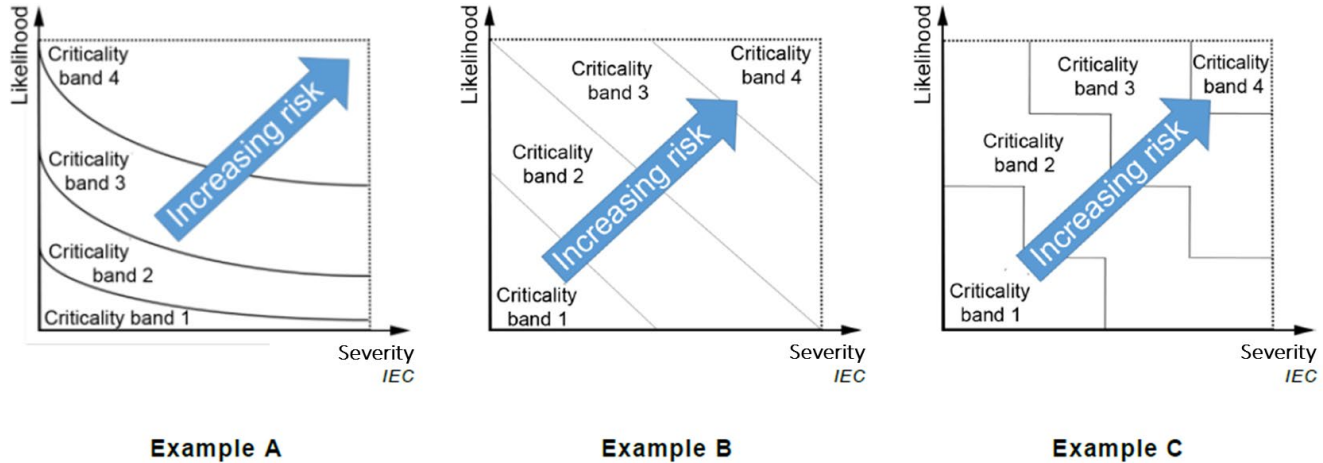 Likelihood
Criticality
band 4
Criticality
band 3
Criticality
band 2
Criticality band 1
Increasing risk
Severity
IEC
Example A
Likelihood
Criticality
band 4
Criticality
band 3
Criticality
band 2
Criticality
band 1
Increasing risk
Severity
IEC
Example B
Likelihood
Criticality
band 3
Criticality
band 4
Criticality
band 2
Criticality
band 1
Increasing risk
Severity
IEC
Example C